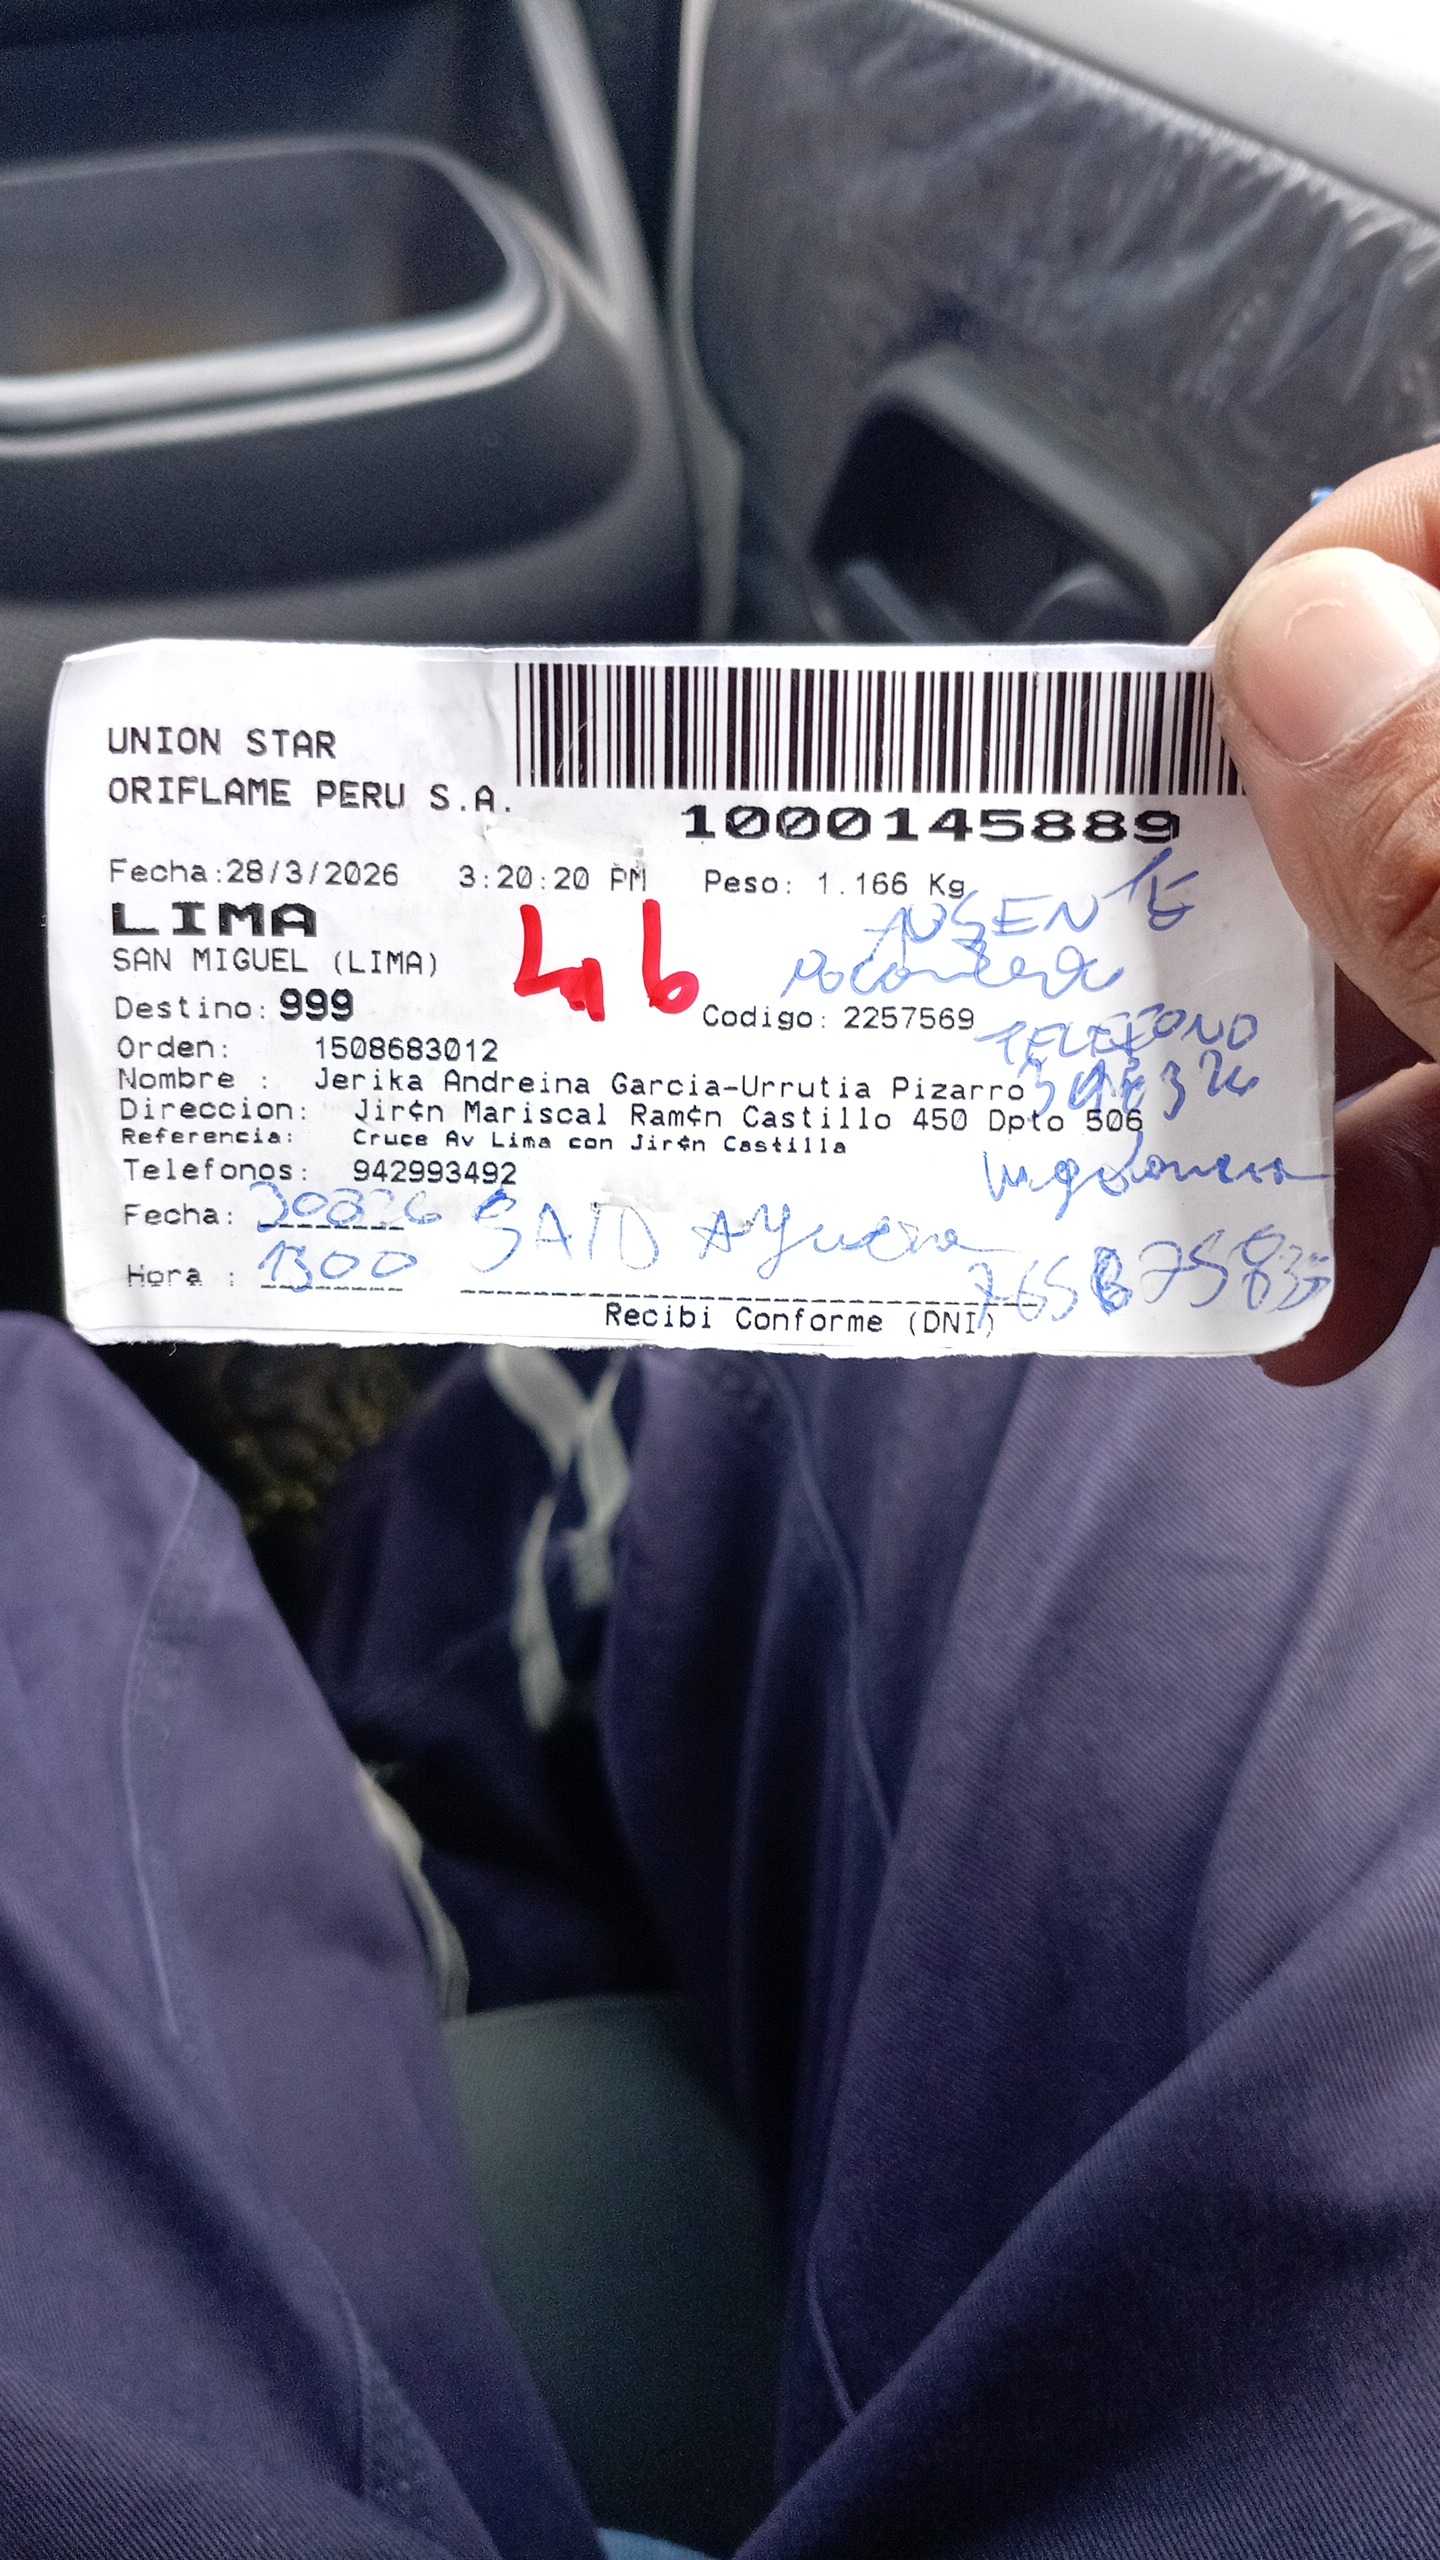 UNION STAR
ORIFLAME PERU S.A.
1000145889
Fecha:28/3/2026 3:20:20 PM Peso: 1.166 Kg
AUSENTE
LIMA
46
no contesta
SAN MIGUEL (LIMA)
Destino: 999
Codigo: 2257569
TELEFONO
Orden: 1508683012
Nombre : Jerika Andreina Garcia-Urrutia Pizarro
Direccion: Jir¢n Mariscal Ram¢n Castillo 450 Dpto 506
Referencia: Cruce Av Lima con Jir¢n Castilla
Telefonos: 942993492
Fecha: 300326 SAID
Hora : 1300
Recibi Conforme (DNI)